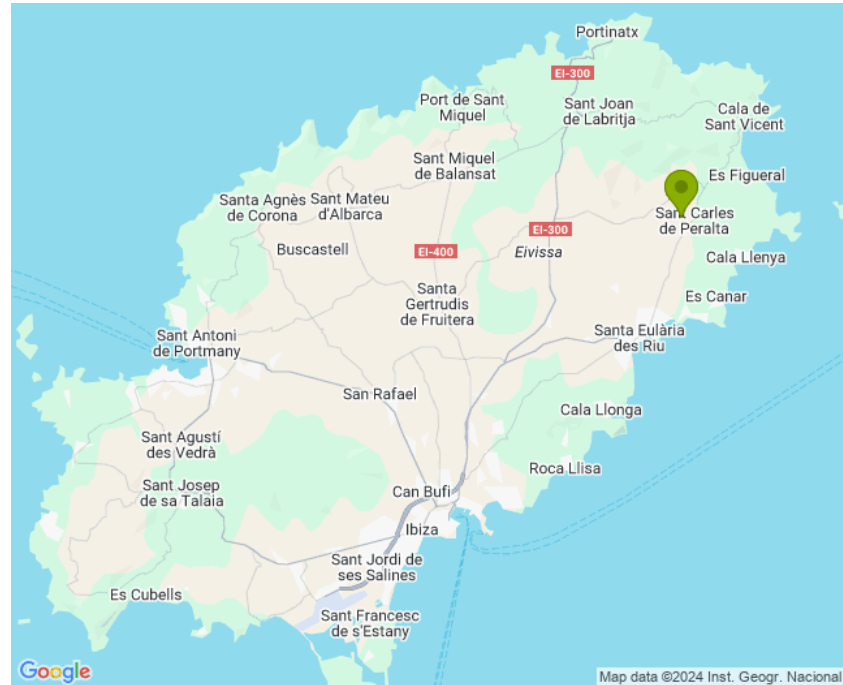 Portinatx
EI-300
Port de Sant
Miquel
Sant Joan
de Labritja
Cala de
Sant Vicent
Sant Miquel
de Balansat
Es Figueral
Santa Agnès
de Corona
Sant Mateu
d'Albarca
Sant Carles
de Peralta
EI-300
Buscastell
EI-400
Eivissa
Cala Llenya
Santa
Gertrudis
de Fruitera
Es Canar
Sant Antoni
de Portmany
Santa Eulària
des Riu
San Rafael
Cala Llonga
Sant Agustí
des Vedrà
Roca Llisa
Sant Josep
de sa Talaia
Can Bufí
Ibiza
Sant Jordi de
ses Salines
Es Cubells
Sant Francesc
de s'Estany
Google
Map data ©2024 Inst. Geogr. Nacional